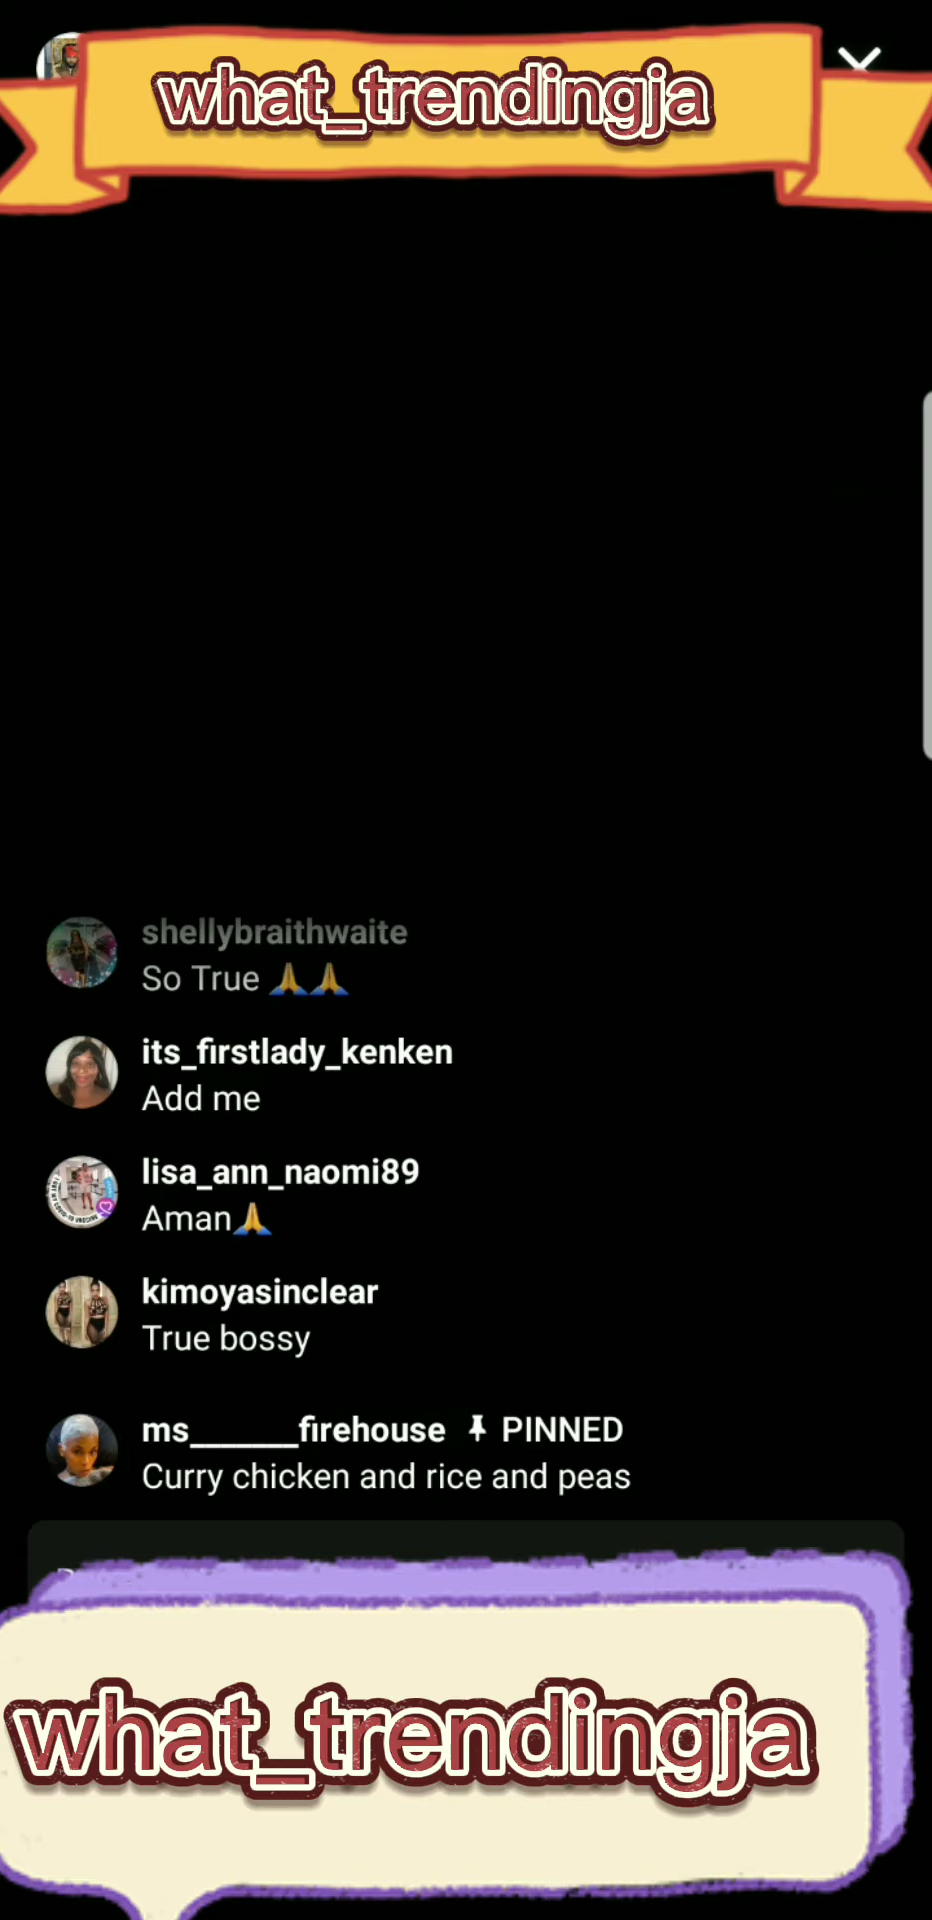 what_trendingja
shellybraithwaite
So True 🙏🙏
its_firstlady_kenken
Add me
lisa_ann_naomi89
Aman🙏
kimoyasinclear
True bossy
ms______firehouse 📌 PINNED
Curry chicken and rice and peas
what_trendingja